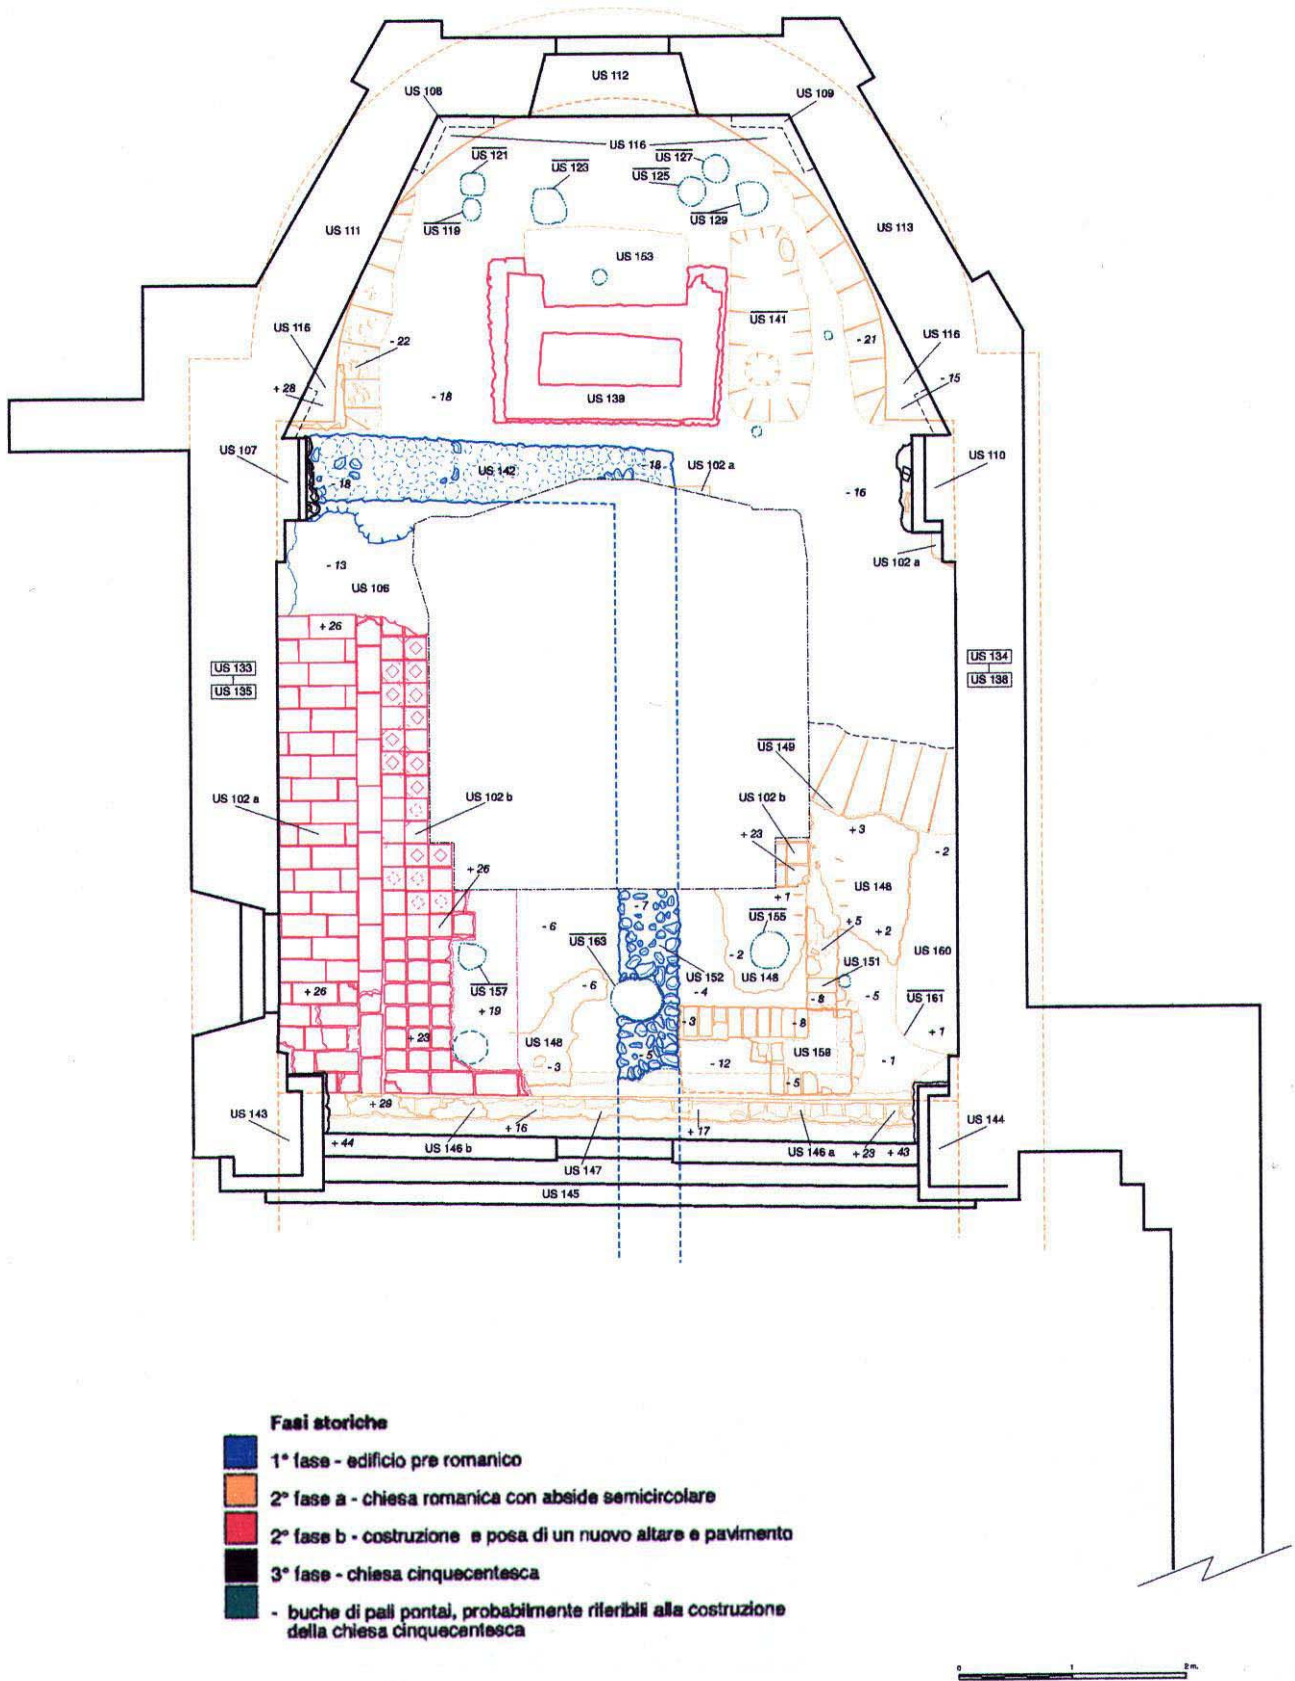 US 112
US 108
US 109
US 116
US 121
US 127
US 123
US 125
US 119
US 129
US 111
US 113
US 153
US 141
US 116
- 22
- 21
US 116
- 15
+ 28
- 18
US 139
US 107
US 142
- 18
US 102 a
US 110
- 18
- 16
US 102 a
- 13
US 106
+ 26
US 133
US 135
US 134
US 138
US 149
US 102 a
US 102 b
US 102 b
+ 3
+ 23
- 2
+ 26
US 148
+ 1
- 7
- 6
US 163
US 155
+ 5
+ 2
- 2
US 160
US 152
US 148
US 151
- 6
US 157
- 4
- 8
- 5
US 161
+ 26
+ 19
- 3
- 8
+ 1
+ 23
US 148
- 5
US 159
- 3
- 12
- 1
- 5
US 143
+ 29
+ 16
+ 17
US 144
+ 44
US 146 b
US 146 a
+ 23
+ 43
US 147
US 145
Fasi storiche
1° fase - edificio pre romanico
2° fase a - chiesa romanica con abside semicircolare
2° fase b - costruzione e posa di un nuovo altare e pavimento
3° fase - chiesa cinquecentesca
- buche di pali pontai, probabilmente riferibili alla costruzione
della chiesa cinquecentesca
0 1 2 m.